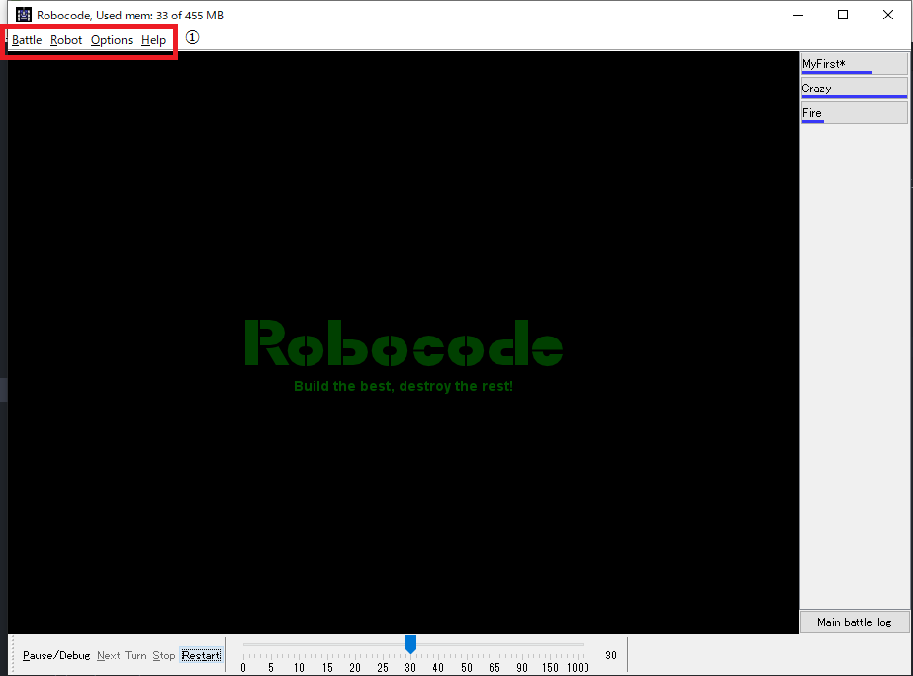 Robocode, Used mem: 33 of 455 MB
Battle Robot Options Help ①
MyFirst*
Crazy
Fire
Robocode
Build the best, destroy the rest!
Main battle log
Pause/Debug Next Turn Stop Restart
30
0 5 10 15 20 25 30 40 50 65 90 150 1000